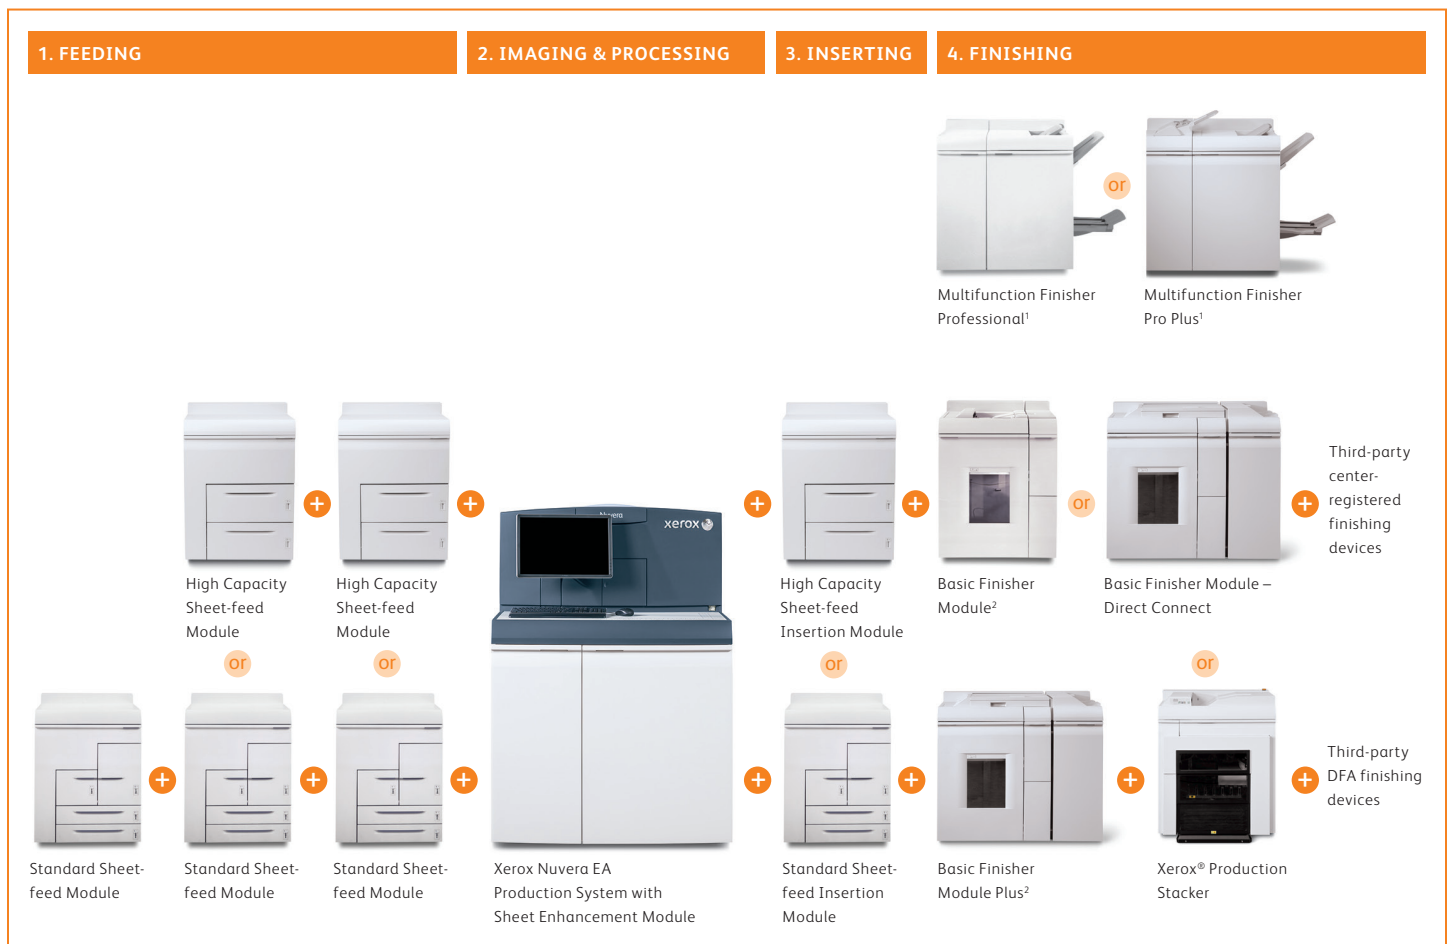 1. FEEDING
2. IMAGING & PROCESSING
3. INSERTING
4. FINISHING
or
Multifunction Finisher
Professional¹
Multifunction Finisher
Pro Plus¹
+
+
Nuvera
xerox
+
+
or
+
Third-party
center-
registered
finishing
devices
High Capacity
Sheet-feed
Module
High Capacity
Sheet-feed
Module
High Capacity
Sheet-feed
Insertion Module
Basic Finisher
Module²
Basic Finisher Module –
Direct Connect
or
or
or
or
+
+
+
+
+
+
+
Third-party
DFA finishing
devices
Standard Sheet-
feed Module
Standard Sheet-
feed Module
Standard Sheet-
feed Module
Xerox Nuvera EA
Production System with
Sheet Enhancement Module
Standard Sheet-
feed Insertion
Module
Basic Finisher
Module Plus²
Xerox® Production
Stacker